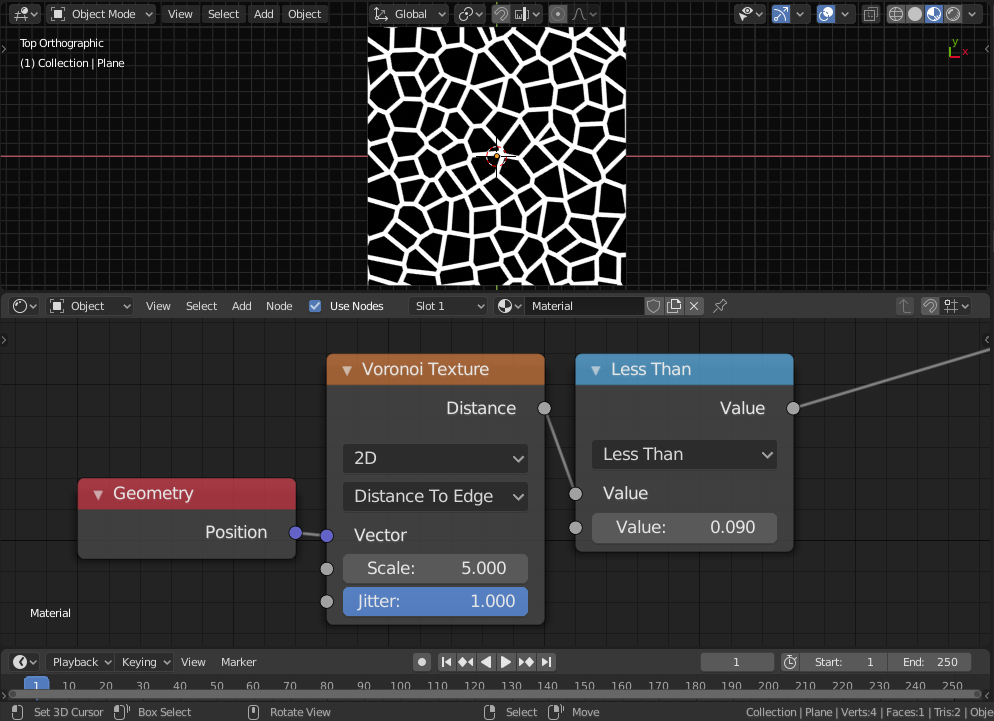 Object Mode View Select Add Object Global
Top Orthographic
(1) Collection | Plane
y
x
Object View Select Add Node Use Nodes Slot 1 Material
Voronoi Texture
Less Than
Distance
Value
2D
Less Than
Distance To Edge
Value
Geometry
Position
Vector
Value: 0.090
Scale: 5.000
Jitter: 1.000
Material
Playback Keying View Marker 1 Start: 1 End: 250
1 10 20 30 40 50 60 70 80 90 100 110 120 130 140 150 160 170 180 190 200 210 220 230 240 250
Set 3D Cursor Box Select Rotate View Select Move Collection | Plane | Verts:4 | Faces:1 | Tris:2 | Obje